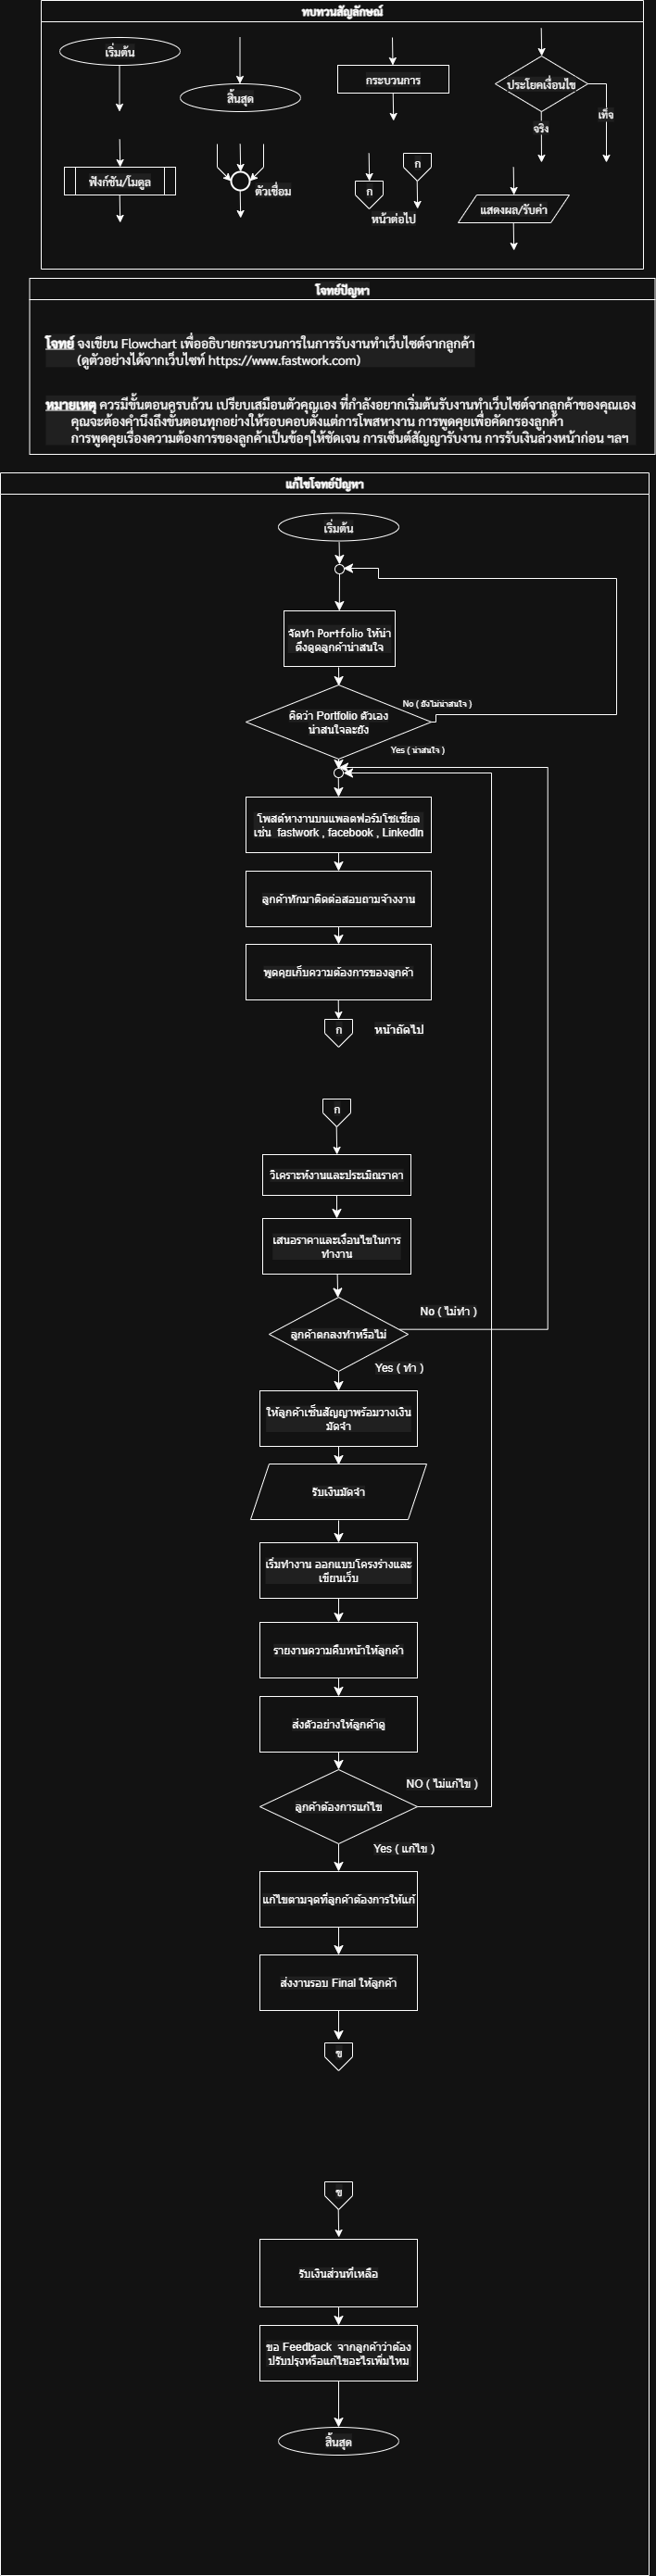 ทบทวนสัญลักษณ์
เริ่มต้น
สิ้นสุด
กระบวนการ
ประโยคเงื่อนไข
เท็จ
จริง
ฟังก์ชัน/โมดูล
ตัวเชื่อม
ก
ก
หน้าต่อไป
แสดงผล/รับค่า
โจทย์ปัญหา
โจทย์ จงเขียน Flowchart เพื่ออธิบายกระบวนการในการรับงานทำเว็บไซต์จากลูกค้า
(ดูตัวอย่างได้จากเว็บไซท์ https://www.fastwork.com)
หมายเหตุ ควรมีขั้นตอนครบถ้วน เปรียบเสมือนตัวคุณเอง ที่กำลังอยากเริ่มต้นรับงานทำเว็บไซต์จากลูกค้าของคุณเอง
คุณจะต้องคำนึงถึงขั้นตอนทุกอย่างให้รอบคอบตั้งแต่การโพสหางาน การพูดคุยเพื่อคัดกรองลูกค้า
การพูดคุยเรื่องความต้องการของลูกค้าเป็นข้อๆให้ชัดเจน การเซ็นต์สัญญารับงาน การรับเงินล่วงหน้าก่อน ฯลฯ
แก้ไขโจทย์ปัญหา
เริ่มต้น
จัดทำ Portfolio ให้น่า
ดึงดูดลูกค้าน่าสนใจ
No ( ยังไม่น่าสนใจ )
คิดว่า Portfolio ตัวเอง
น่าสนใจละยัง
Yes ( น่าสนใจ )
โพสต์หางานบนแพลตฟอร์มโซเชียล
เช่น fastwork , facebook , LinkedIn
ลูกค้าทักมาติดต่อสอบถามจ้างงาน
พูดคุยเก็บความต้องการของลูกค้า
ก
หน้าถัดไป
ก
วิเคราะห์งานและประเมิณราคา
เสนอราคาและเงื่อนไขในการ
ทำงาน
No ( ไม่ทำ )
ลูกค้าตกลงทำหรือไม่
Yes ( ทำ )
ให้ลูกค้าเซ็นสัญญาพร้อมวางเงิน
มัดจำ
รับเงินมัดจำ
เริ่มทำงาน ออกแบบโครงร่างและ
เขียนเว็บ
รายงานความคืบหน้าให้ลูกค้า
ส่งตัวอย่างให้ลูกค้าดู
NO ( ไม่แก้ไข )
ลูกค้าต้องการแก้ไข
Yes ( แก้ไข )
แก้ไขตามจุดที่ลูกค้าต้องการให้แก้
ส่งงานรอบ Final ให้ลูกค้า
ข
ข
รับเงินส่วนที่เหลือ
ขอ Feedback จากลูกค้าว่าต้อง
ปรับปรุงหรือแก้ไขอะไรเพิ่มไหม
สิ้นสุด